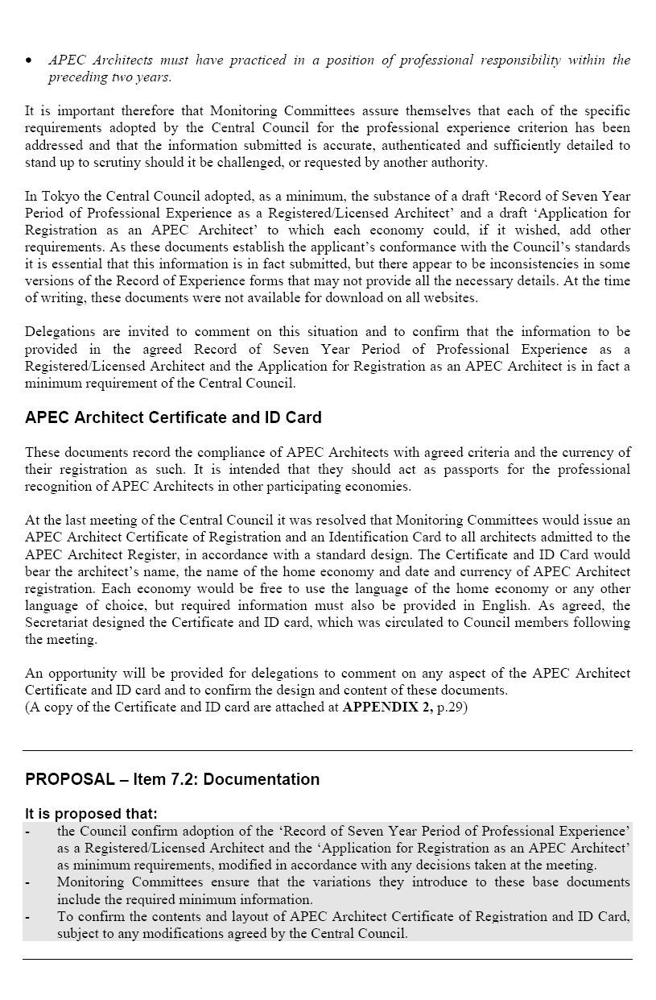 • APEC Architects must have practiced in a position of professional responsibility within the
preceding two years.
It is important therefore that Monitoring Committees assure themselves that each of the specific
requirements adopted by the Central Council for the professional experience criterion has been
addressed and that the information submitted is accurate, authenticated and sufficiently detailed to
stand up to scrutiny should it be challenged, or requested by another authority.
In Tokyo the Central Council adopted, as a minimum, the substance of a draft ‘Record of Seven Year
Period of Professional Experience as a Registered/Licensed Architect’ and a draft ‘Application for
Registration as an APEC Architect’ to which each economy could, if it wished, add other
requirements. As these documents establish the applicant’s conformance with the Council’s standards
it is essential that this information is in fact submitted, but there appear to be inconsistencies in some
versions of the Record of Experience forms that may not provide all the necessary details. At the time
of writing, these documents were not available for download on all websites.
Delegations are invited to comment on this situation and to confirm that the information to be
provided in the agreed Record of Seven Year Period of Professional Experience as a
Registered/Licensed Architect and the Application for Registration as an APEC Architect is in fact a
minimum requirement of the Central Council.
APEC Architect Certificate and ID Card
These documents record the compliance of APEC Architects with agreed criteria and the currency of
their registration as such. It is intended that they should act as passports for the professional
recognition of APEC Architects in other participating economies.
At the last meeting of the Central Council it was resolved that Monitoring Committees would issue an
APEC Architect Certificate of Registration and an Identification Card to all architects admitted to the
APEC Architect Register, in accordance with a standard design. The Certificate and ID Card would
bear the architect’s name, the name of the home economy and date and currency of APEC Architect
registration. Each economy would be free to use the language of the home economy or any other
language of choice, but required information must also be provided in English. As agreed, the
Secretariat designed the Certificate and ID card, which was circulated to Council members following
the meeting.
An opportunity will be provided for delegations to comment on any aspect of the APEC Architect
Certificate and ID card and to confirm the design and content of these documents.
(A copy of the Certificate and ID card are attached at APPENDIX 2, p.29)
PROPOSAL – Item 7.2: Documentation
It is proposed that:
- the Council confirm adoption of the ‘Record of Seven Year Period of Professional Experience’
as a Registered/Licensed Architect and the ‘Application for Registration as an APEC Architect’
as minimum requirements, modified in accordance with any decisions taken at the meeting.
- Monitoring Committees ensure that the variations they introduce to these base documents
include the required minimum information.
- To confirm the contents and layout of APEC Architect Certificate of Registration and ID Card,
subject to any modifications agreed by the Central Council.